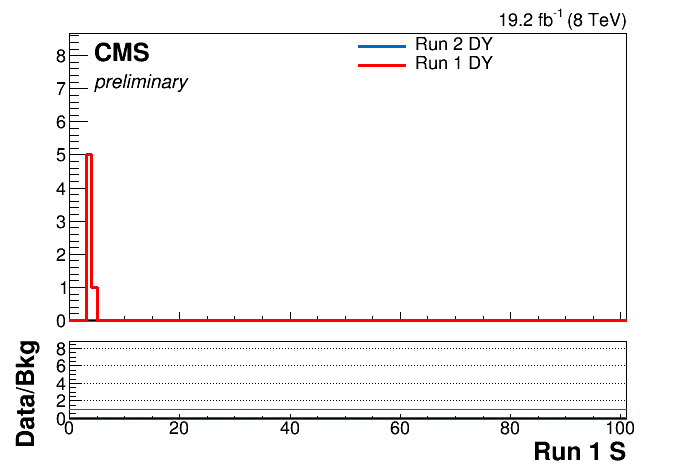 19.2 fb-1 (8 TeV)
CMS
preliminary
Run 2 DY
Run 1 DY
8
7
6
5
4
3
2
1
0
Data/Bkg
8
6
4
2
0
0 20 40 60 80 100
Run 1 S